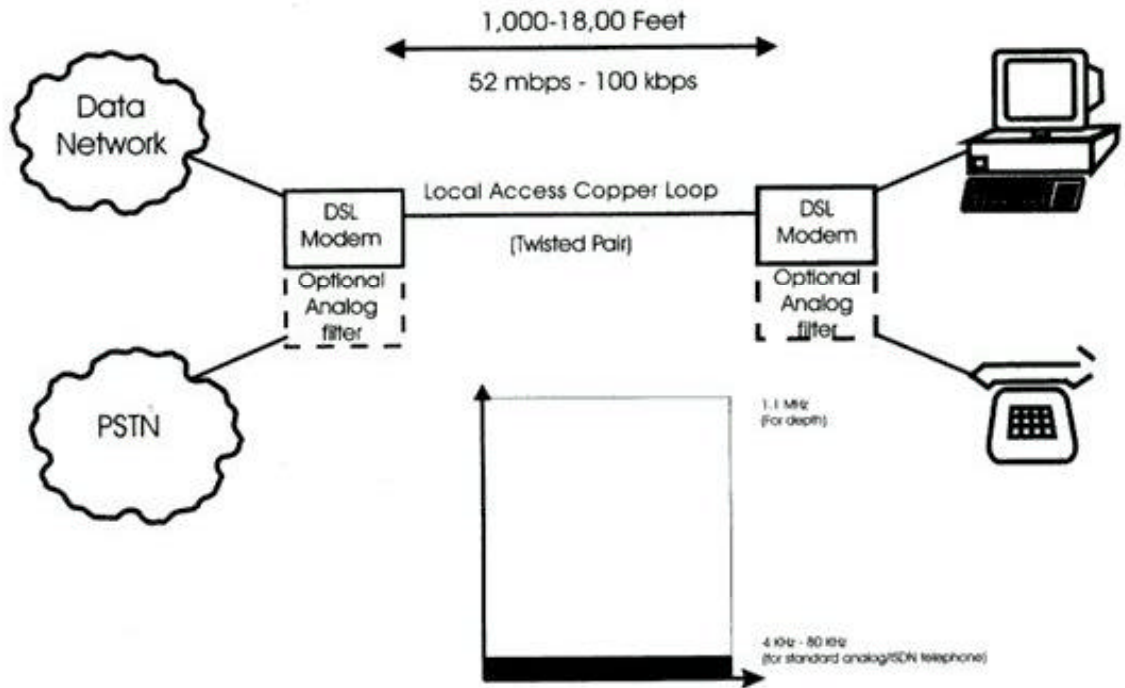 1,000-18,00 Feet
52 mbps - 100 kbps
Data
Network
DSL
Modem
Local Access Copper Loop
(Twisted Pair)
DSL
Modem
Optional
Analog
filter
Optional
Analog
filter
PSTN
1.1 MHz
(For depth)
4 KHz - 80 KHz
(for standard analog/ISDN telephone)